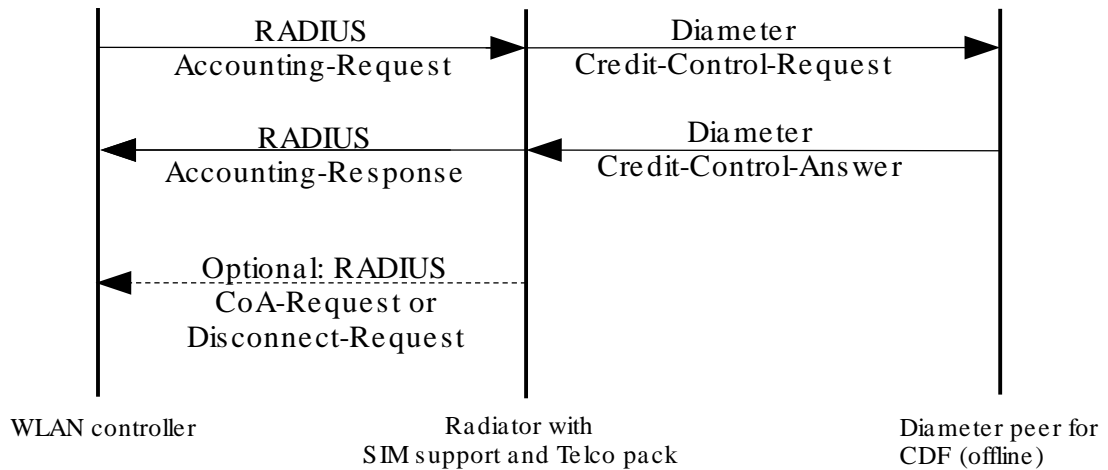 RADIUS
Accounting-Request
Diameter
Credit-Control-Request
RADIUS
Accounting-Response
Diameter
Credit-Control-Answer
Optional: RADIUS
CoA-Request or
Disconnect-Request
WLAN controller
Radiator with
SIM support and Telco pack
Diameter peer for
CDF (offline)